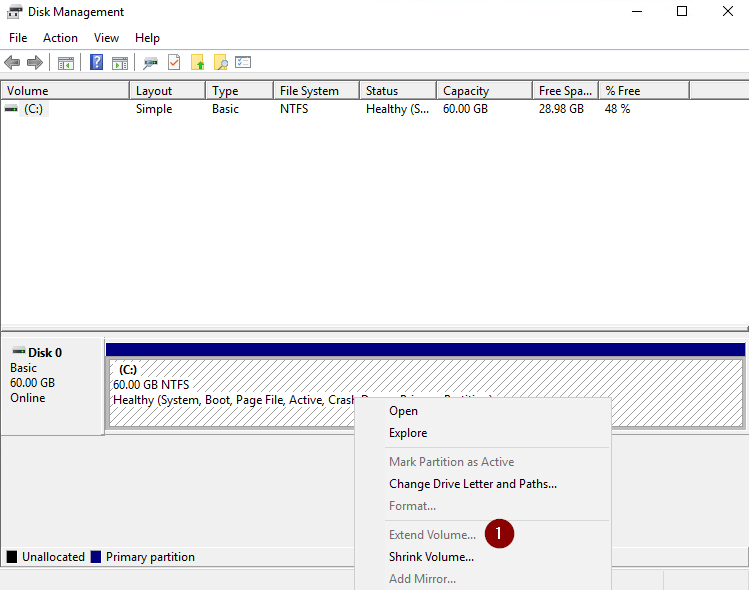 Disk Management
File Action View Help
Volume Layout Type File System Status Capacity Free Spa... % Free
(C:) Simple Basic NTFS Healthy (S... 60.00 GB 28.98 GB 48 %
Disk 0
Basic
60.00 GB
Online
(C:)
60.00 GB NTFS
Healthy (System, Boot, Page File, Active, Crash
Open
Explore
Mark Partition as Active
Change Drive Letter and Paths...
Format...
Extend Volume... 1
Shrink Volume...
Add Mirror...
Unallocated Primary partition